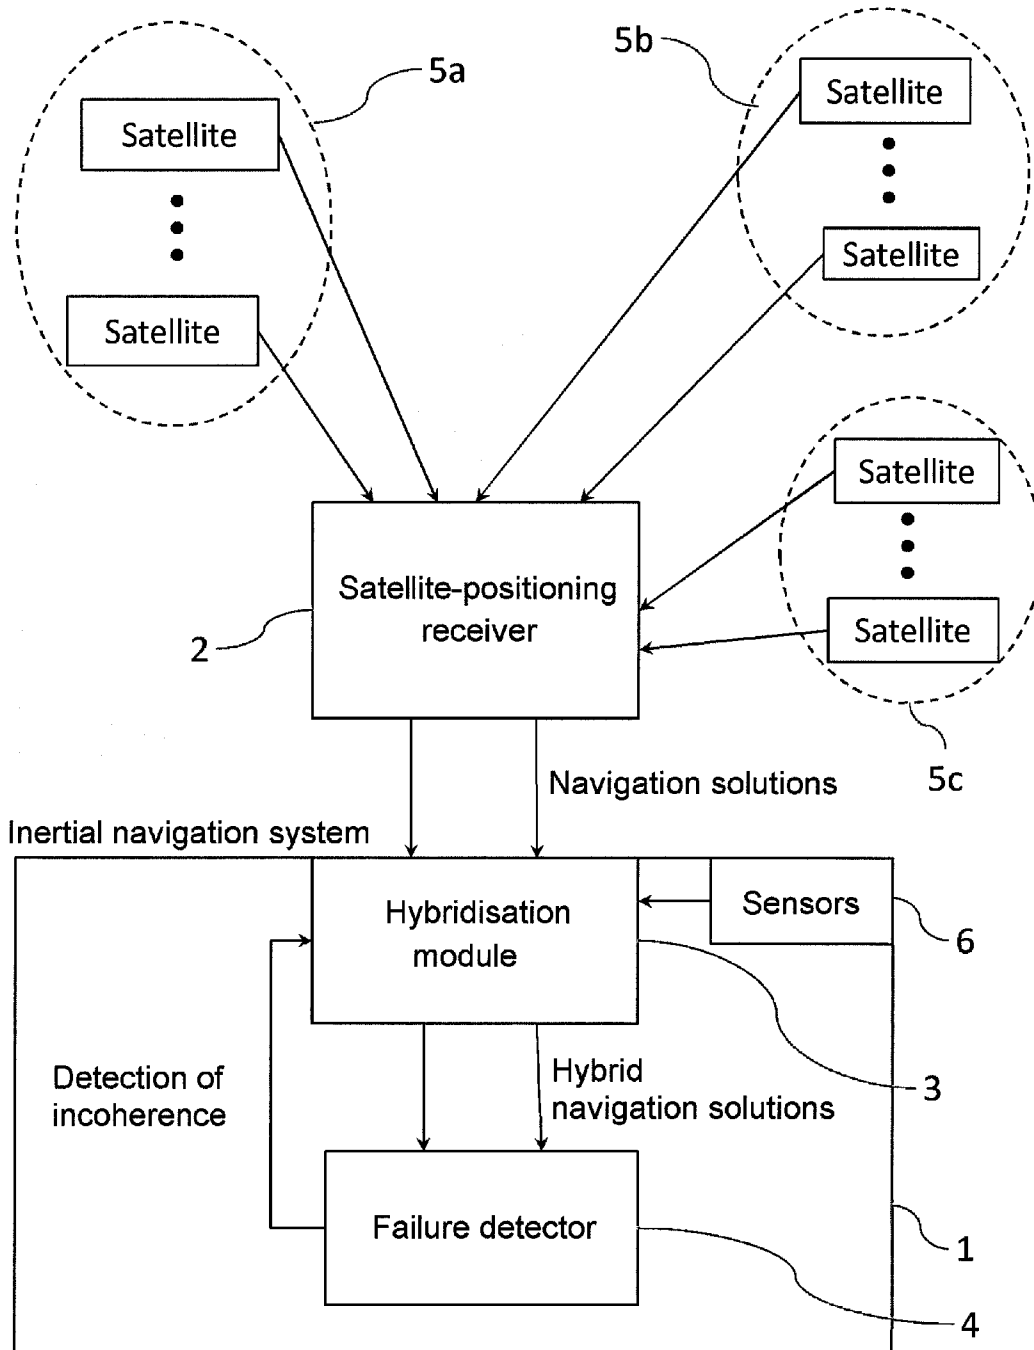 5a
5b
Satellite
Satellite
Satellite
Satellite
Satellite
Satellite
Satellite-positioning
receiver
2
5c
Navigation solutions
Inertial navigation system
Hybridisation
module
Sensors
6
Detection of
incoherence
Hybrid
navigation solutions
3
Failure detector
1
4